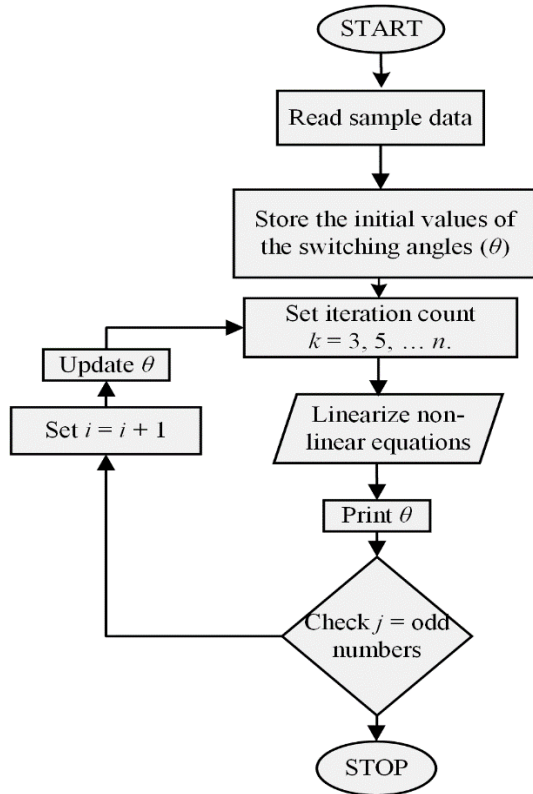 START
Read sample data
Store the initial values of
the switching angles (θ)
Set iteration count
k = 3, 5, … n.
Update θ
Set i = i + 1
Linearize non-
linear equations
Print θ
Check j = odd
numbers
STOP